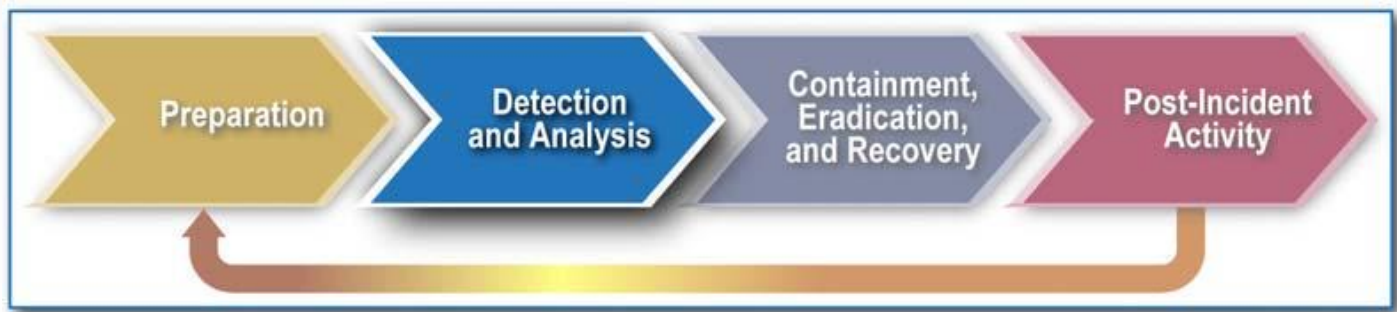 Preparation
Detection
and Analysis
Containment,
Eradication,
and Recovery
Post-Incident
Activity